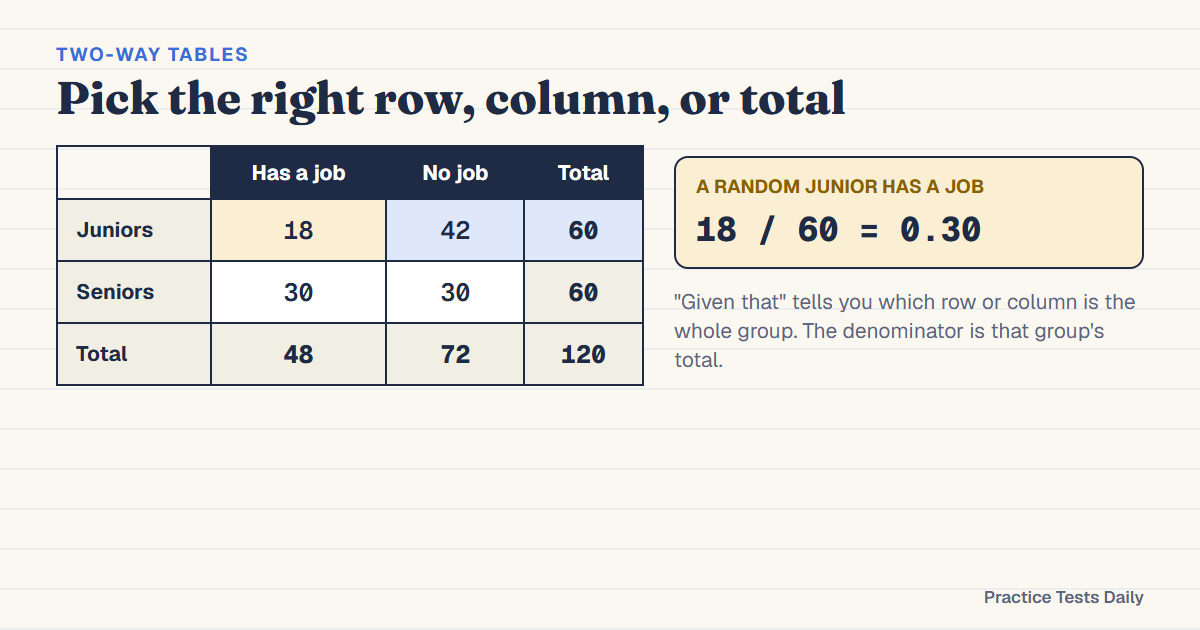 TWO-WAY TABLES
Pick the right row, column, or total
Has a job No job Total
Juniors 18 42 60
Seniors 30 30 60
Total 48 72 120
A RANDOM JUNIOR HAS A JOB
18 / 60 = 0.30
"Given that" tells you which row or column is the
whole group. The denominator is that group's
total.
Practice Tests Daily